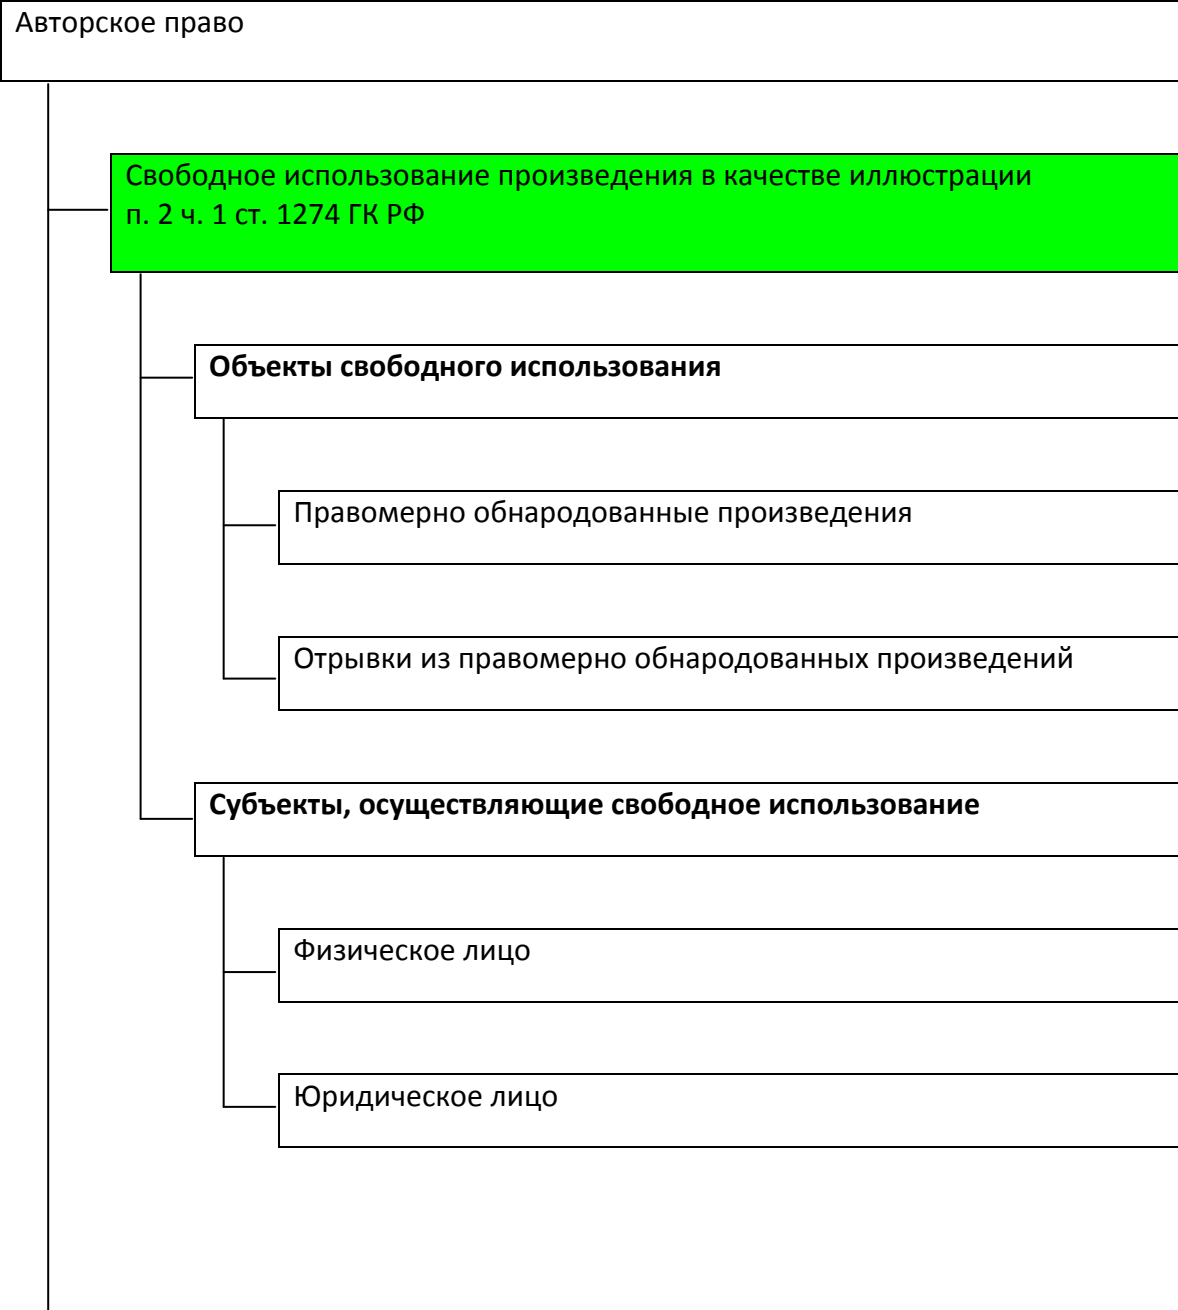 Авторское право
Свободное использование произведения в качестве иллюстрации
п. 2 ч. 1 ст. 1274 ГК РФ
Объекты свободного использования
Правомерно обнародованные произведения
Отрывки из правомерно обнародованных произведений
Субъекты, осуществляющие свободное использование
Физическое лицо
Юридическое лицо